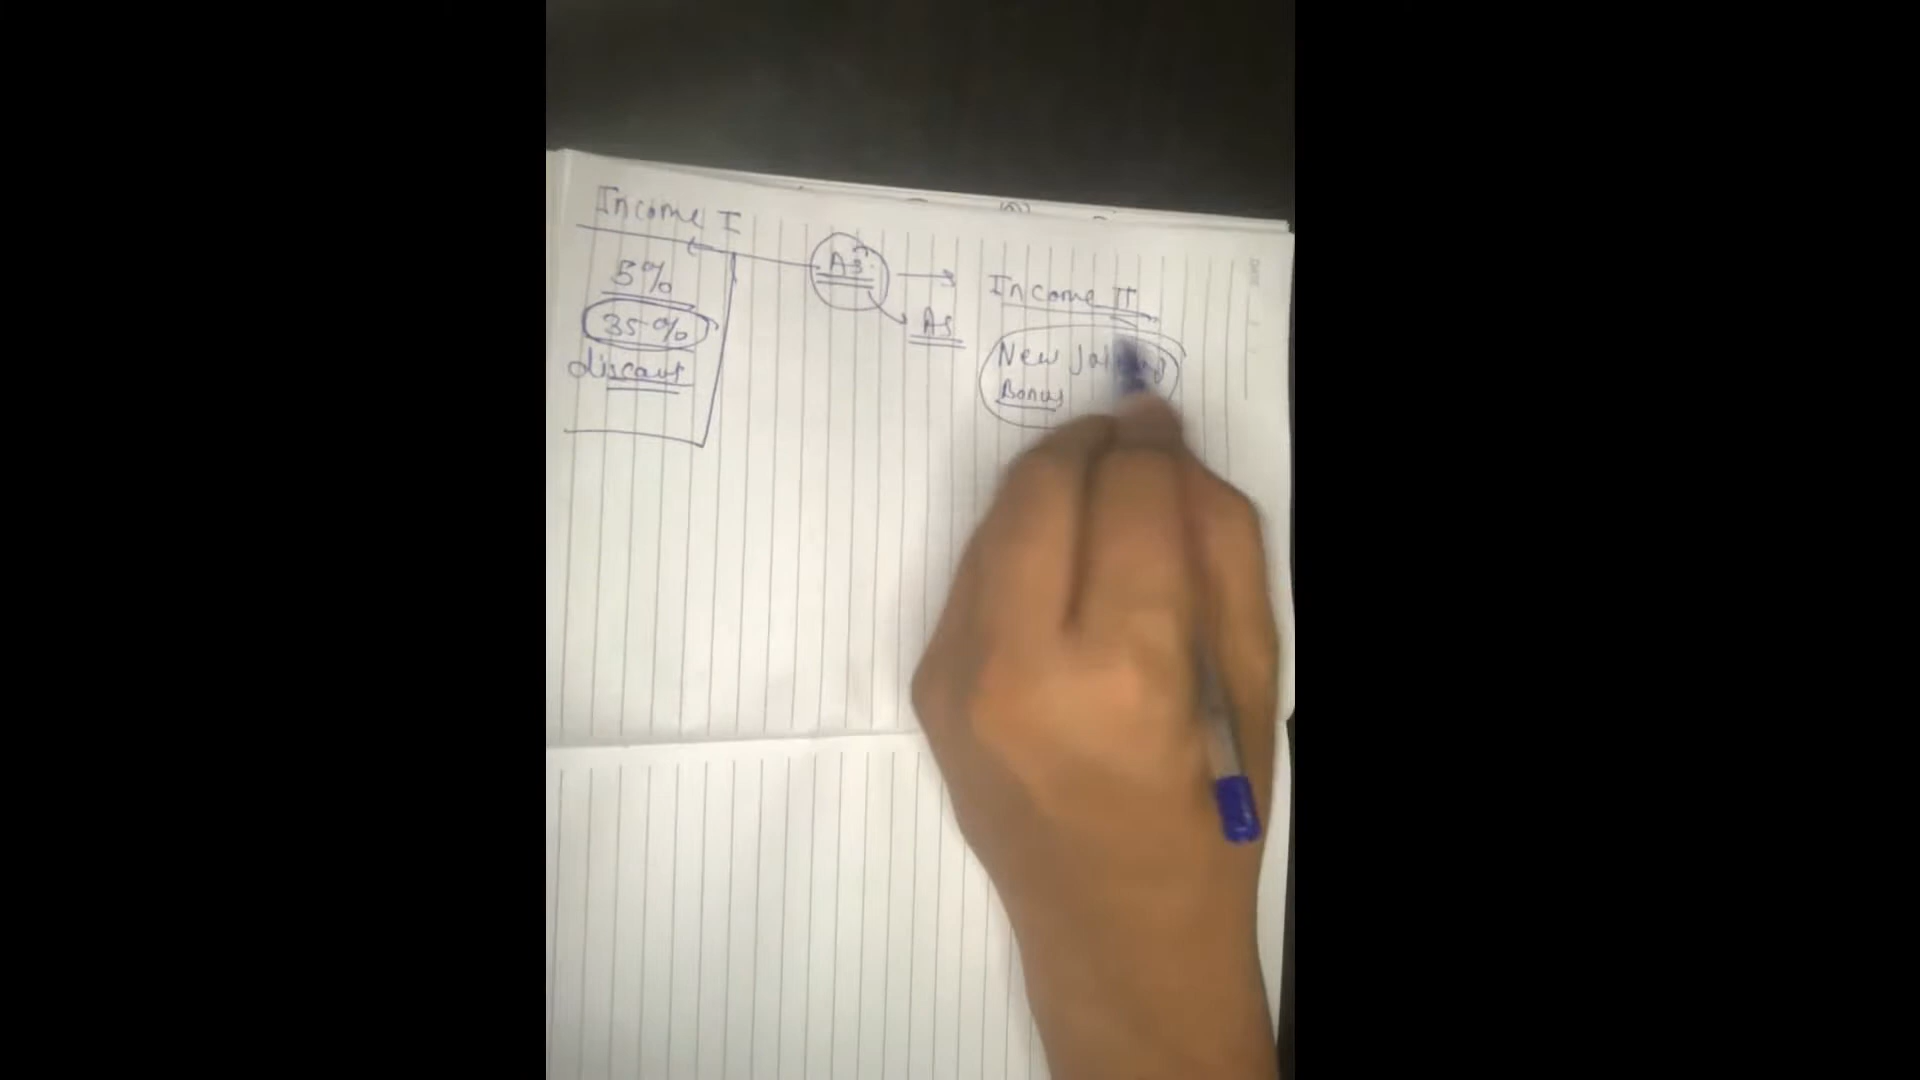 Income I
5%
35%
discount
As
As
Income II
New
Bonus